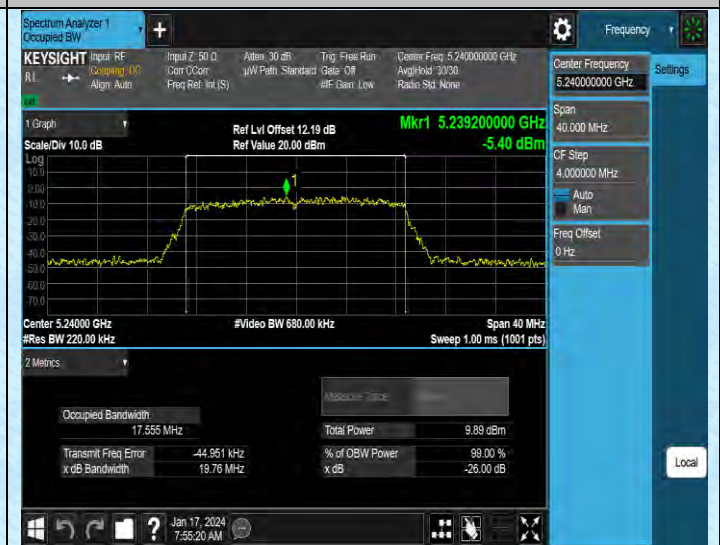 Spectrum Analyzer 1
Occupied BW
+
Frequency
KEYSIGHT
Input: RF
Coupling: DC
Align: Auto
Input Z: 50 Ω
Corr CCorr
Freq Ref: Int (S)
Atten: 30 dB
µW Path: Standard
Trig: Free Run
Gate: Off
#IF Gain: Low
Center Freq: 5.240000000 GHz
Avg|Hold: 30/30
Radio Std: None
Center Frequency
5.240000000 GHz
Settings
Span
40.000 MHz
CF Step
4.000000 MHz
Auto
Man
Freq Offset
0 Hz
1 Graph
Scale/Div 10.0 dB
Ref Lvl Offset 12.19 dB
Ref Value 20.00 dBm
Mkr1 5.239200000 GHz
-5.40 dBm
Log
10.0
0.00
-10.0
-20.0
-30.0
-40.0
-50.0
-60.0
-70.0
1
Center 5.24000 GHz
#Res BW 220.00 kHz
#Video BW 680.00 kHz
Span 40 MHz
Sweep 1.00 ms (1001 pts)
2 Metrics
Measure Trace
Occupied Bandwidth
17.555 MHz
Total Power 9.89 dBm
Transmit Freq Error -44.951 kHz
% of OBW Power 99.00 %
x dB Bandwidth 19.76 MHz
x dB -26.00 dB
Local
?
Jan 17, 2024
7:55:20 AM